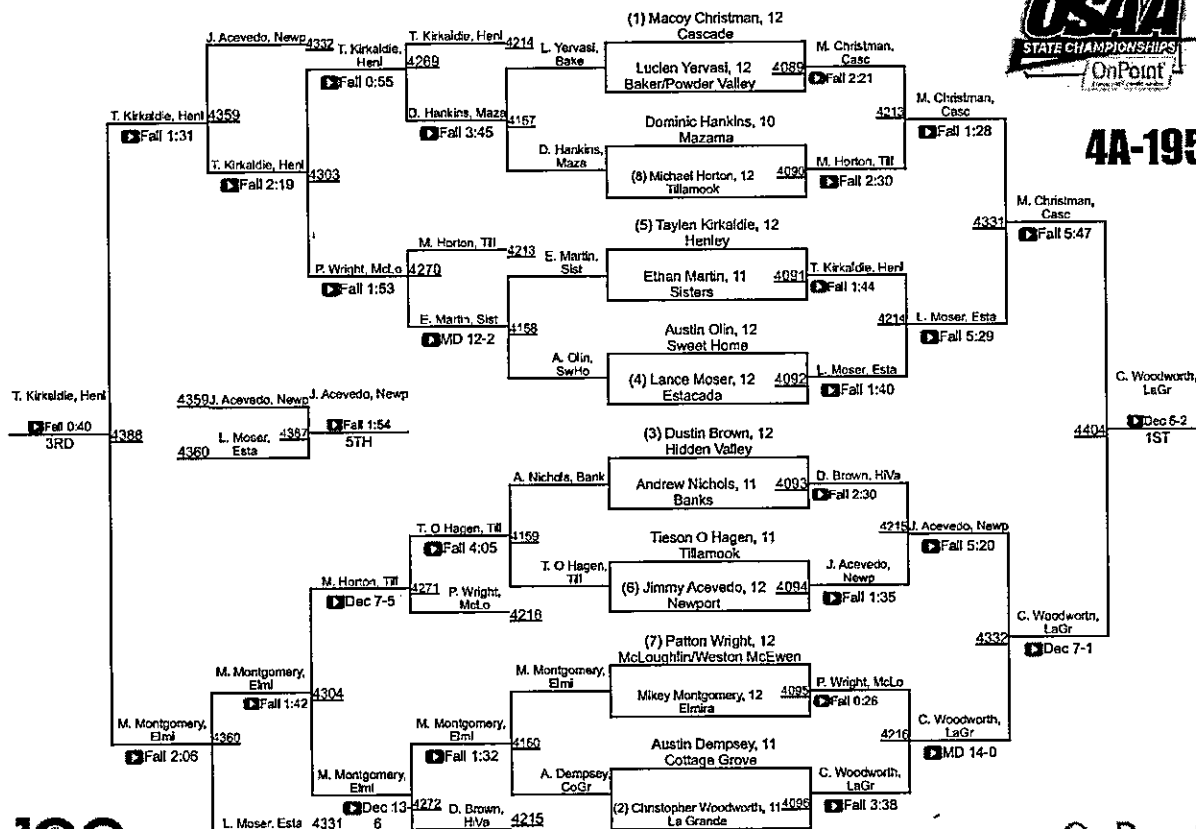 OSAA
STATE CHAMPIONSHIPS
OnPoint
4A-195
(1) Macoy Christman, 12
Cascade
Lucien Yervasi, 12
Baker/Powder Valley
4089
Dominic Hankins, 10
Mazama
(8) Michael Horton, 12
Tillamook
4090
(5) Taylen Kirkaldie, 12
Henley
Ethan Martin, 11
Sisters
4091
Austin Olin, 12
Sweet Home
(4) Lance Moser, 12
Estacada
4092
(3) Dustin Brown, 12
Hidden Valley
Andrew Nichols, 11
Banks
4093
Tieson O Hagen, 11
Tillamook
(6) Jimmy Acevedo, 12
Newport
4094
(7) Patton Wright, 12
McLoughlin/Weston McEwen
Mikey Montgomery, 12
Elmira
4095
Austin Dempsey, 11
Cottage Grove
(2) Christopher Woodworth, 11
La Grande
4096
M. Christman,
Casc
Fall 2:21
4213
M. Horton, Till
Fall 2:30
M. Christman,
Casc
Fall 1:28
T. Kirkaldie, Henl
Fall 1:44
4214
L. Moser, Esta
Fall 1:40
L. Moser, Esta
Fall 5:29
4331
M. Christman,
Casc
Fall 5:47
D. Brown, HiVa
Fall 2:30
4215
J. Acevedo,
Newp
Fall 1:35
J. Acevedo, Newp
Fall 5:20
P. Wright, McLo
Fall 0:26
4216
C. Woodworth,
LaGr
Fall 3:38
C. Woodworth,
LaGr
MD 14-0
4332
C. Woodworth,
LaGr
Dec 7-1
4404
C. Woodworth,
LaGr
Dec 5-2
1ST
L. Yervasi,
Bake
4157
D. Hankins,
Maza
T. Kirkaldie, Henl
4214
D. Hankins, Maza
Fall 3:45
4269
T. Kirkaldie,
Henl
Fall 0:55
E. Martin,
Sist
4158
A. Olin,
SwHo
M. Horton, Till
4213
E. Martin, Sist
MD 12-2
4270
P. Wright, McLo
Fall 1:53
4303
J. Acevedo, Newp
4332
T. Kirkaldie, Henl
Fall 2:19
4359
T. Kirkaldie, Henl
Fall 1:31
A. Nichols, Bank
4159
T. O Hagen,
Till
T. O Hagen, Till
Fall 4:05
4271
P. Wright,
McLo
4216
M. Horton, Till
Dec 7-5
M. Montgomery,
Elmi
4160
A. Dempsey,
CoGr
M. Montgomery,
Elmi
Fall 1:32
4272
D. Brown,
HiVa
4215
M. Montgomery,
Elmi
Dec 13-
6
4304
M. Montgomery,
Elmi
Fall 1:42
4360
L. Moser, Esta
4331
M. Montgomery,
Elmi
Fall 2:06
4388
T. Kirkaldie, Henl
Fall 0:40
3RD
4359
J. Acevedo, Newp
4360
L. Moser,
Esta
4387
J. Acevedo, Newp
Fall 1:54
5TH